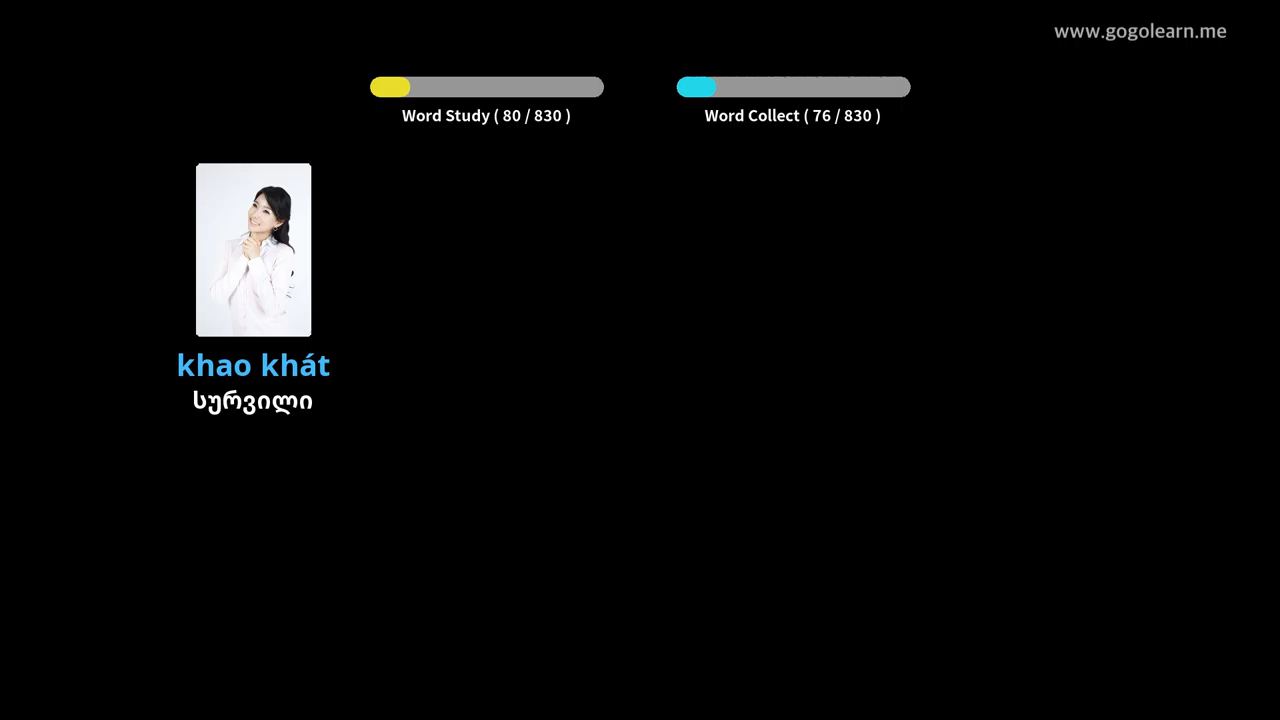 www.gogolearn.me
Word Study ( 80 / 830 )
Word Collect ( 76 / 830 )
khao khát
სურვილი